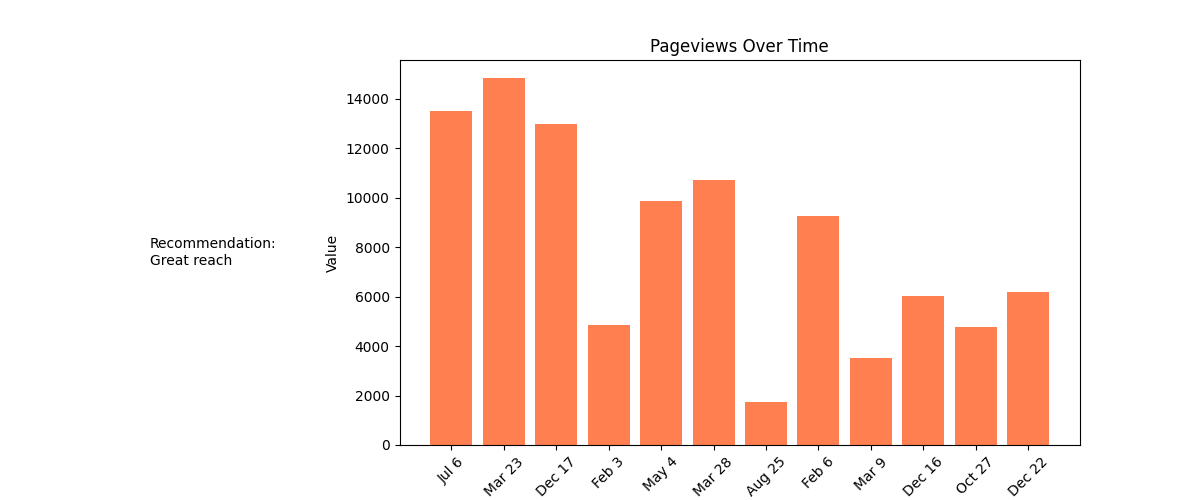 Pageviews Over Time
Recommendation:
Great reach
Value
14000
12000
10000
8000
6000
4000
2000
0
Jul 6
Mar 23
Dec 17
Feb 3
May 4
Mar 28
Aug 25
Feb 6
Mar 9
Dec 16
Oct 27
Dec 22